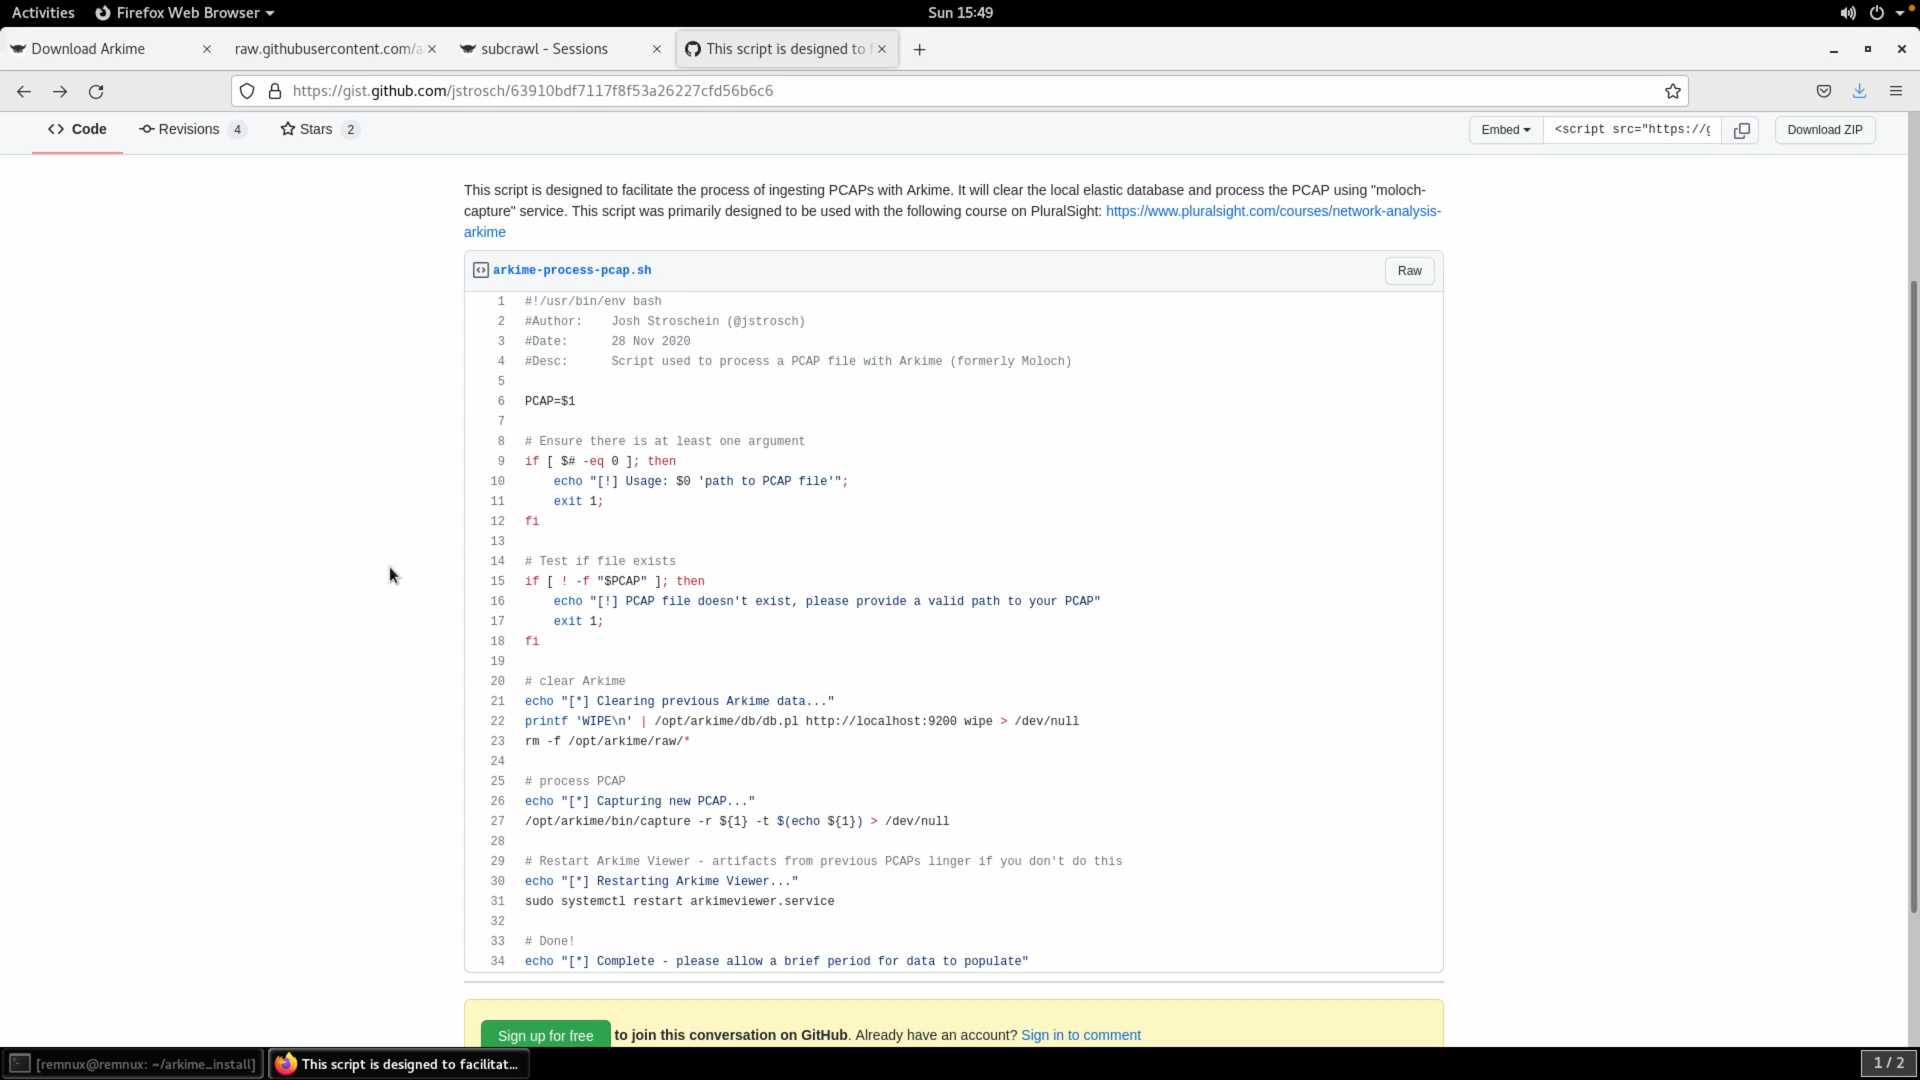 Activities Firefox Web Browser Sun 15:49
Download Arkime raw.githubusercontent.com/a subcrawl - Sessions This script is designed to f
https://gist.github.com/jstrosch/63910bdf7117f8f53a26227cfd56b6c6
Code Revisions 4 Stars 2 Embed <script src="https://g Download ZIP
This script is designed to facilitate the process of ingesting PCAPs with Arkime. It will clear the local elastic database and process the PCAP using "moloch-
capture" service. This script was primarily designed to be used with the following course on PluralSight: https://www.pluralsight.com/courses/network-analysis-
arkime
arkime-process-pcap.sh Raw
1 #!/usr/bin/env bash
2 #Author: Josh Stroschein (@jstrosch)
3 #Date: 28 Nov 2020
4 #Desc: Script used to process a PCAP file with Arkime (formerly Moloch)
5
6 PCAP=$1
7
8 # Ensure there is at least one argument
9 if [ $# -eq 0 ]; then
10 echo "[!] Usage: $0 'path to PCAP file'";
11 exit 1;
12 fi
13
14 # Test if file exists
15 if [ ! -f "$PCAP" ]; then
16 echo "[!] PCAP file doesn't exist, please provide a valid path to your PCAP"
17 exit 1;
18 fi
19
20 # clear Arkime
21 echo "[*] Clearing previous Arkime data..."
22 printf 'WIPE\n' | /opt/arkime/db/db.pl http://localhost:9200 wipe > /dev/null
23 rm -f /opt/arkime/raw/*
24
25 # process PCAP
26 echo "[*] Capturing new PCAP..."
27 /opt/arkime/bin/capture -r ${1} -t $(echo ${1}) > /dev/null
28
29 # Restart Arkime Viewer - artifacts from previous PCAPs linger if you don't do this
30 echo "[*] Restarting Arkime Viewer..."
31 sudo systemctl restart arkimeviewer.service
32
33 # Done!
34 echo "[*] Complete - please allow a brief period for data to populate"
Sign up for free to join this conversation on GitHub. Already have an account? Sign in to comment
[remnux@remnux: ~/arkime_install] This script is designed to facilitat... 1 / 2